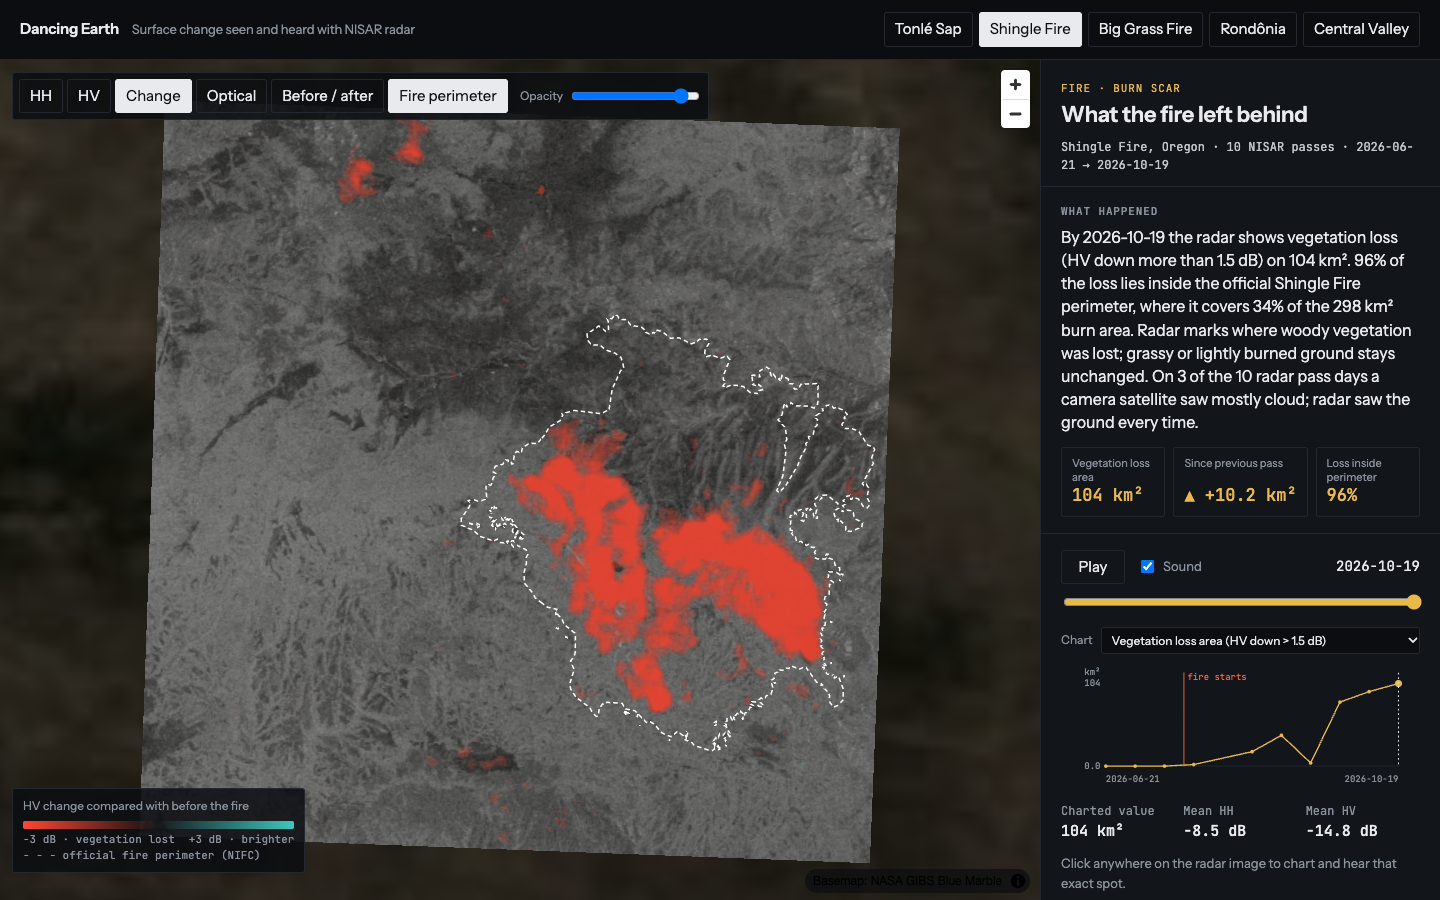 Dancing Earth Surface change seen and heard with NISAR radar
Tonlé Sap Shingle Fire Big Grass Fire Rondônia Central Valley
HH HV Change Optical Before / after Fire perimeter Opacity
+
−
FIRE · BURN SCAR
What the fire left behind
Shingle Fire, Oregon · 10 NISAR passes · 2026-06-
21 → 2026-10-19
WHAT HAPPENED
By 2026-10-19 the radar shows vegetation loss
(HV down more than 1.5 dB) on 104 km². 96% of
the loss lies inside the official Shingle Fire
perimeter, where it covers 34% of the 298 km²
burn area. Radar marks where woody vegetation
was lost; grassy or lightly burned ground stays
unchanged. On 3 of the 10 radar pass days a
camera satellite saw mostly cloud; radar saw the
ground every time.
Vegetation loss
area
104 km²
Since previous pass
▲ +10.2 km²
Loss inside
perimeter
96%
Play Sound 2026-10-19
Chart Vegetation loss area (HV down > 1.5 dB)
km²
104
fire starts
0.0
2026-06-21 2026-10-19
Charted value Mean HH Mean HV
104 km² -8.5 dB -14.8 dB
Click anywhere on the radar image to chart and hear that
exact spot.
HV change compared with before the fire
-3 dB · vegetation lost +3 dB · brighter
- - - official fire perimeter (NIFC)
Basemap: NASA GIBS Blue Marble